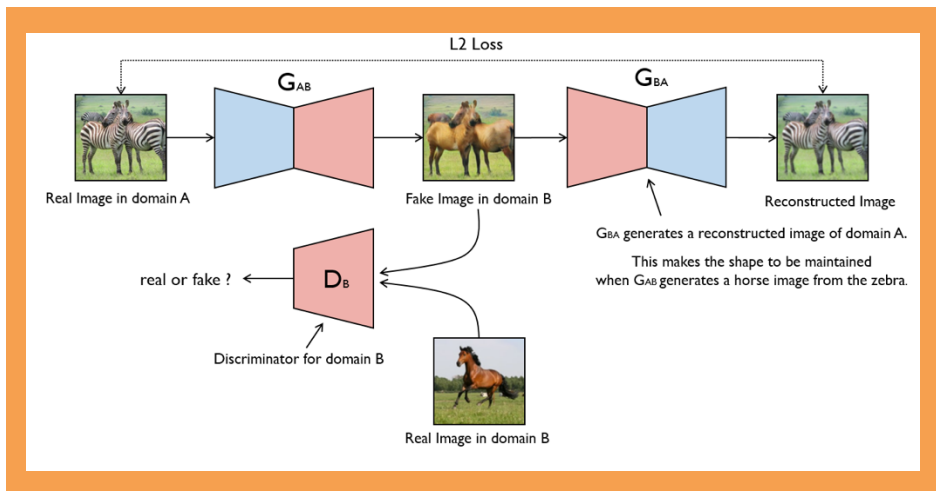 L2 Loss
GAB
GBA
Real Image in domain A
Fake Image in domain B
Reconstructed Image
GBA generates a reconstructed image of domain A.
This makes the shape to be maintained
when GAB generates a horse image from the zebra.
real or fake ?
DB
Discriminator for domain B
Real Image in domain B